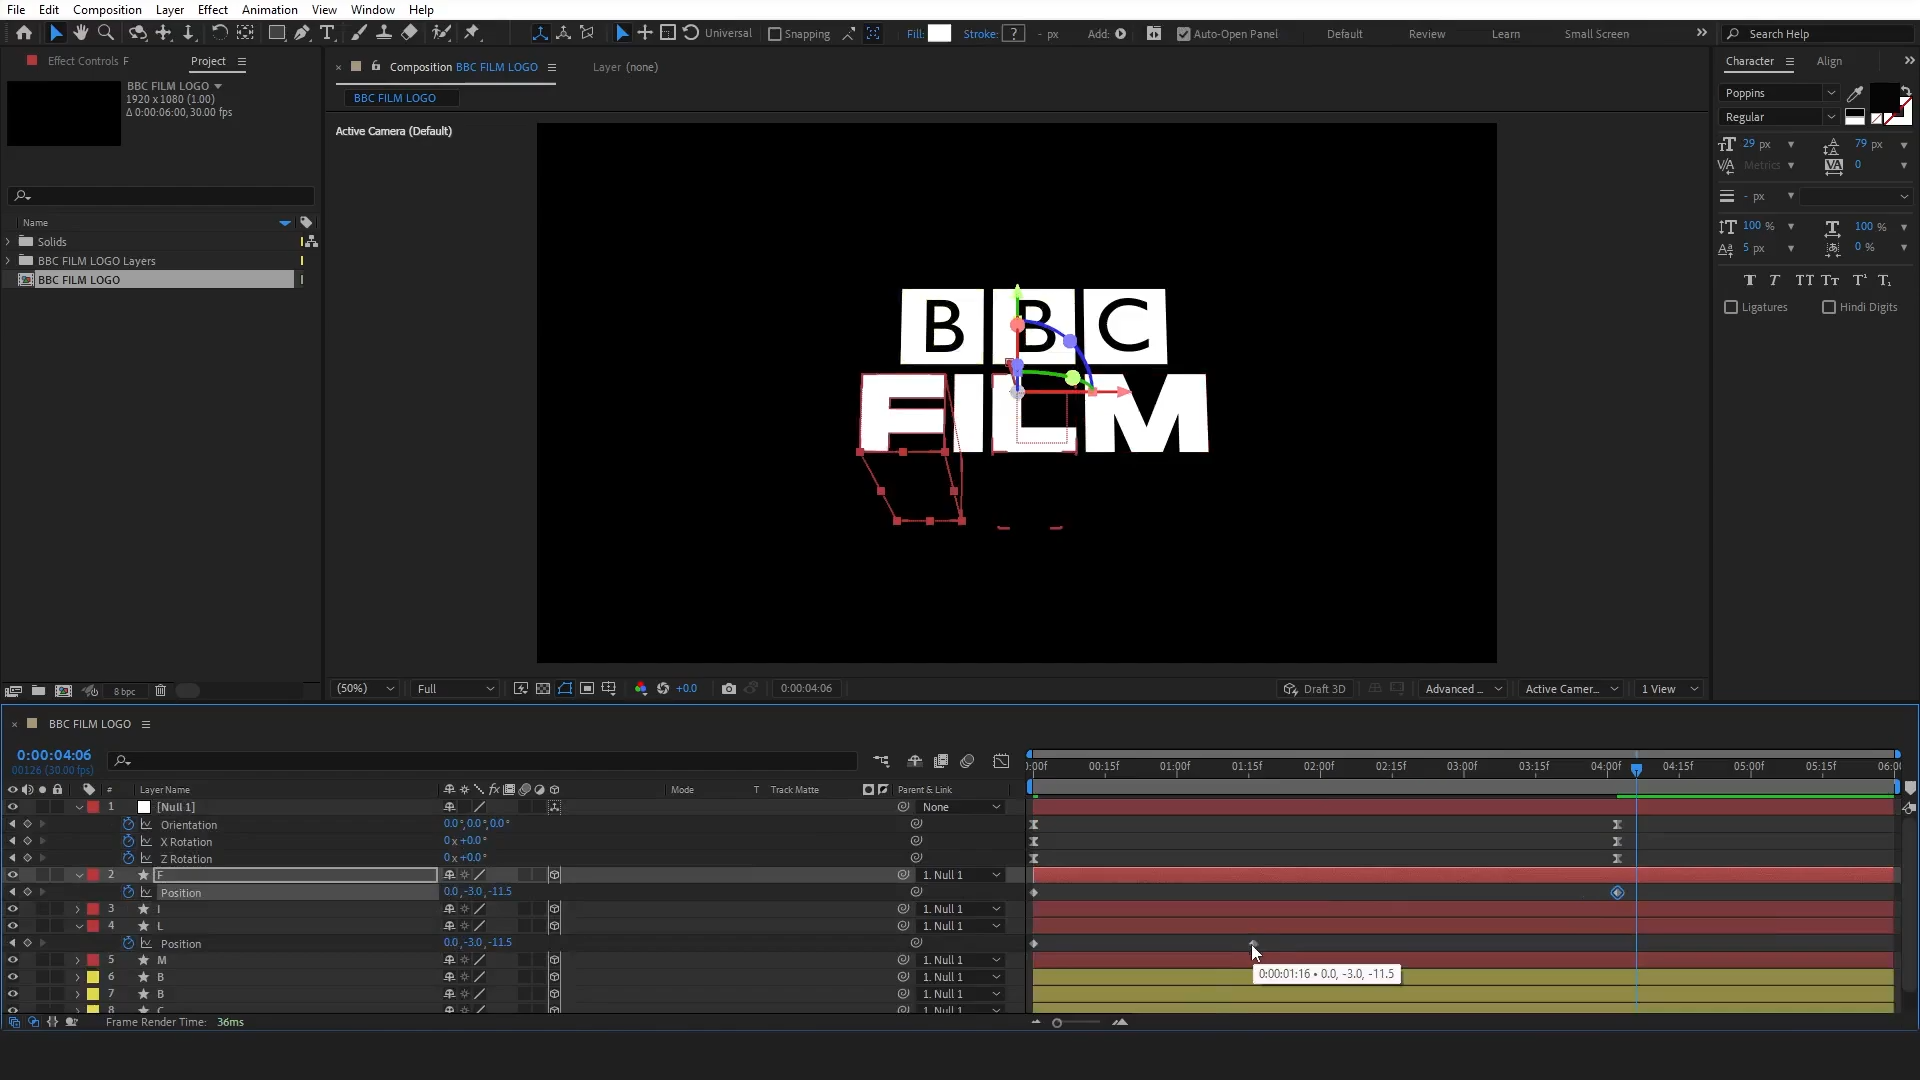 File Edit Composition Layer Effect Animation View Window Help
Universal Snapping Fill: Stroke: ? - px Add: Auto-Open Panel Default Review Learn Small Screen Search Help
Effect Controls F Project
BBC FILM LOGO
1920 x 1080 (1.00)
Δ 0:00:06:00, 30.00 fps
Name
Solids
BBC FILM LOGO Layers
BBC FILM LOGO
8 bpc
Composition BBC FILM LOGO Layer (none)
BBC FILM LOGO
Active Camera (Default)
B B C
FILM
(50%) Full +0.0 0:00:04:06 Draft 3D Advanced ... Active Camer... 1 View
Character Align
Poppins
Regular
29 px 79 px
Metrics 0
- px
100 % 100 %
5 px 0 %
Ligatures Hindi Digits
BBC FILM LOGO
0:00:04:06
00126 (30.00 fps)
:00f 00:15f 01:00f 01:15f 02:00f 02:15f 03:00f 03:15f 04:00f 04:15f 05:00f 05:15f 06:00
# Layer Name Mode T Track Matte Parent & Link
1 [Null 1] None
Orientation 0.0°,0.0°,0.0°
X Rotation 0x+0.0°
Z Rotation 0x+0.0°
2 F 1. Null 1
Position 0.0,-3.0,-11.5
3 I 1. Null 1
4 L 1. Null 1
Position 0.0,-3.0,-11.5
5 M 1. Null 1
6 B 1. Null 1
7 B 1. Null 1
8 C 1. Null 1
0:00:01:16 • 0.0, -3.0, -11.5
Frame Render Time: 36ms